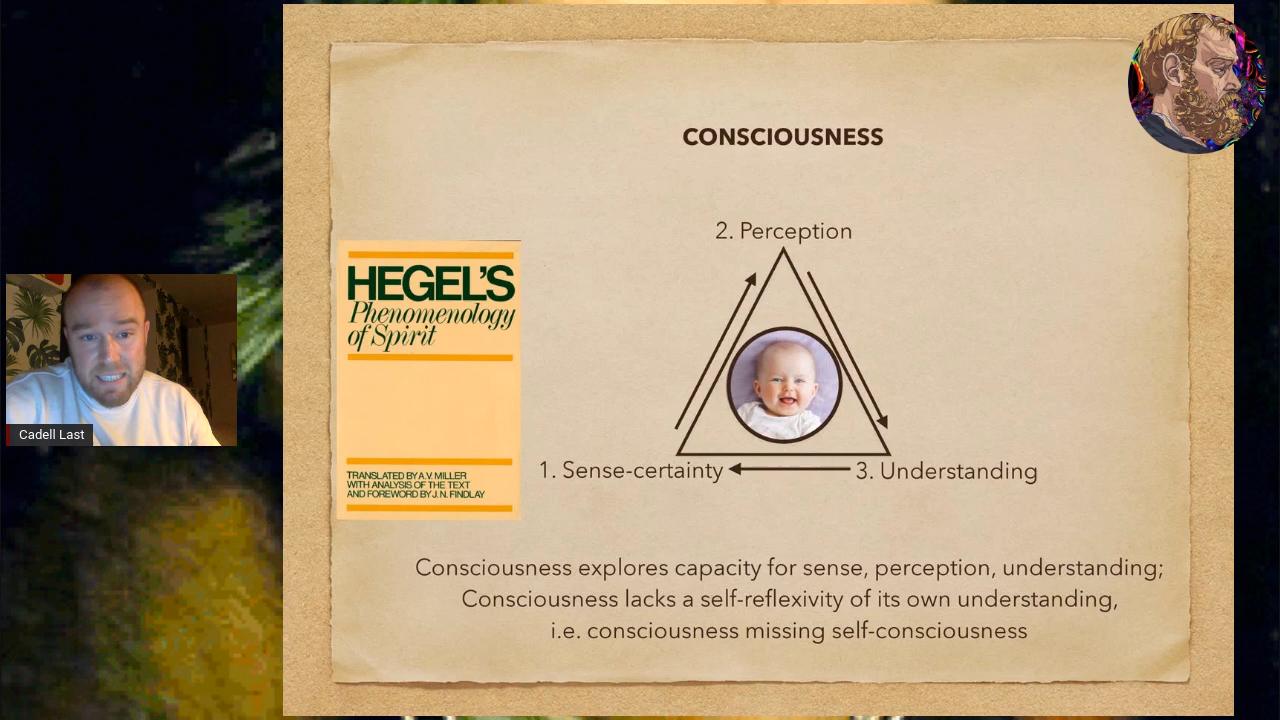 CONSCIOUSNESS
2. Perception
HEGEL'S
Phenomenology
of Spirit
TRANSLATED BY A.V. MILLER
WITH ANALYSIS OF THE TEXT
AND FOREWORD BY J. N. FINDLAY
Cadell Last
1. Sense-certainty
3. Understanding
Consciousness explores capacity for sense, perception, understanding;
Consciousness lacks a self-reflexivity of its own understanding,
i.e. consciousness missing self-consciousness